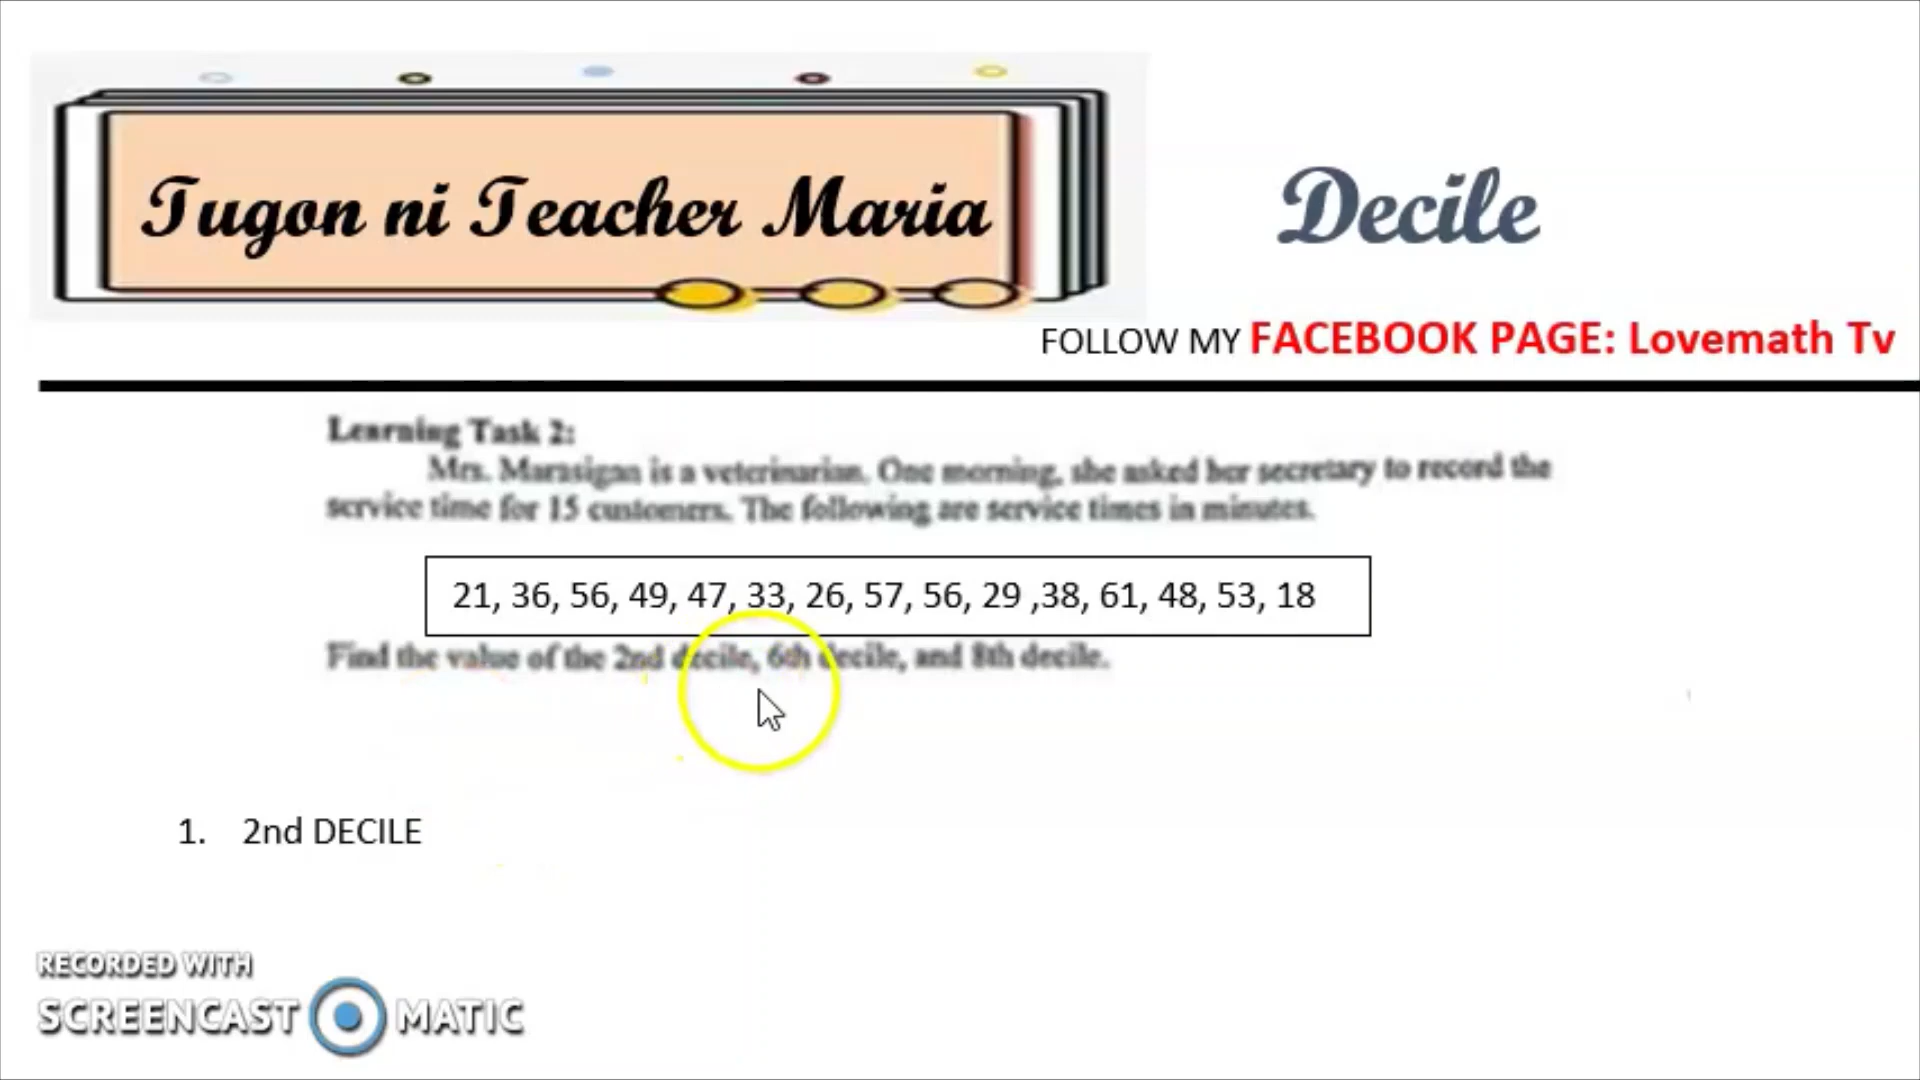 Tugon ni Teacher Maria
Decile
FOLLOW MY FACEBOOK PAGE: Lovemath Tv
Learning Task 2:
Mrs. Marasigan is a veterinarian. One morning, she asked her secretary to record the
service time for 15 customers. The following are service times in minutes.
21, 36, 56, 49, 47, 33, 26, 57, 56, 29 ,38, 61, 48, 53, 18
Find the value of the 2nd decile, 6th decile, and 8th decile.
1. 2nd DECILE
RECORDED WITH
SCREENCAST MATIC